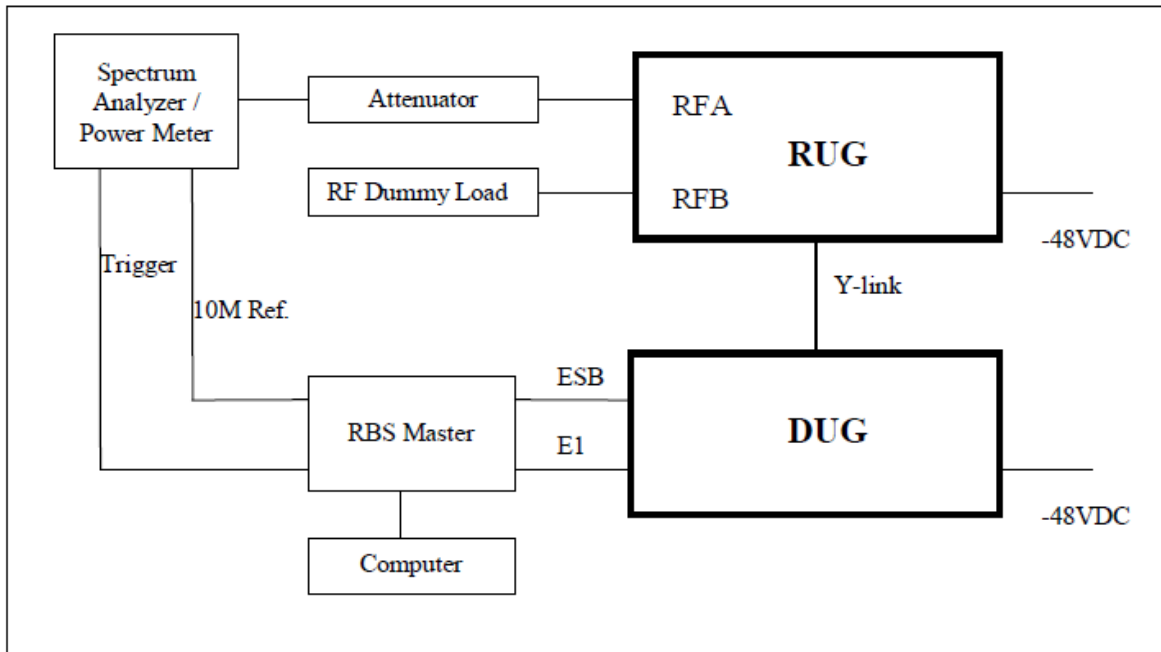 Spectrum
Analyzer /
Power Meter
Attenuator
RF Dummy Load
RFA
RUG
RFB
-48VDC
Trigger
10M Ref.
Y-link
ESB
RBS Master
E1
DUG
-48VDC
Computer